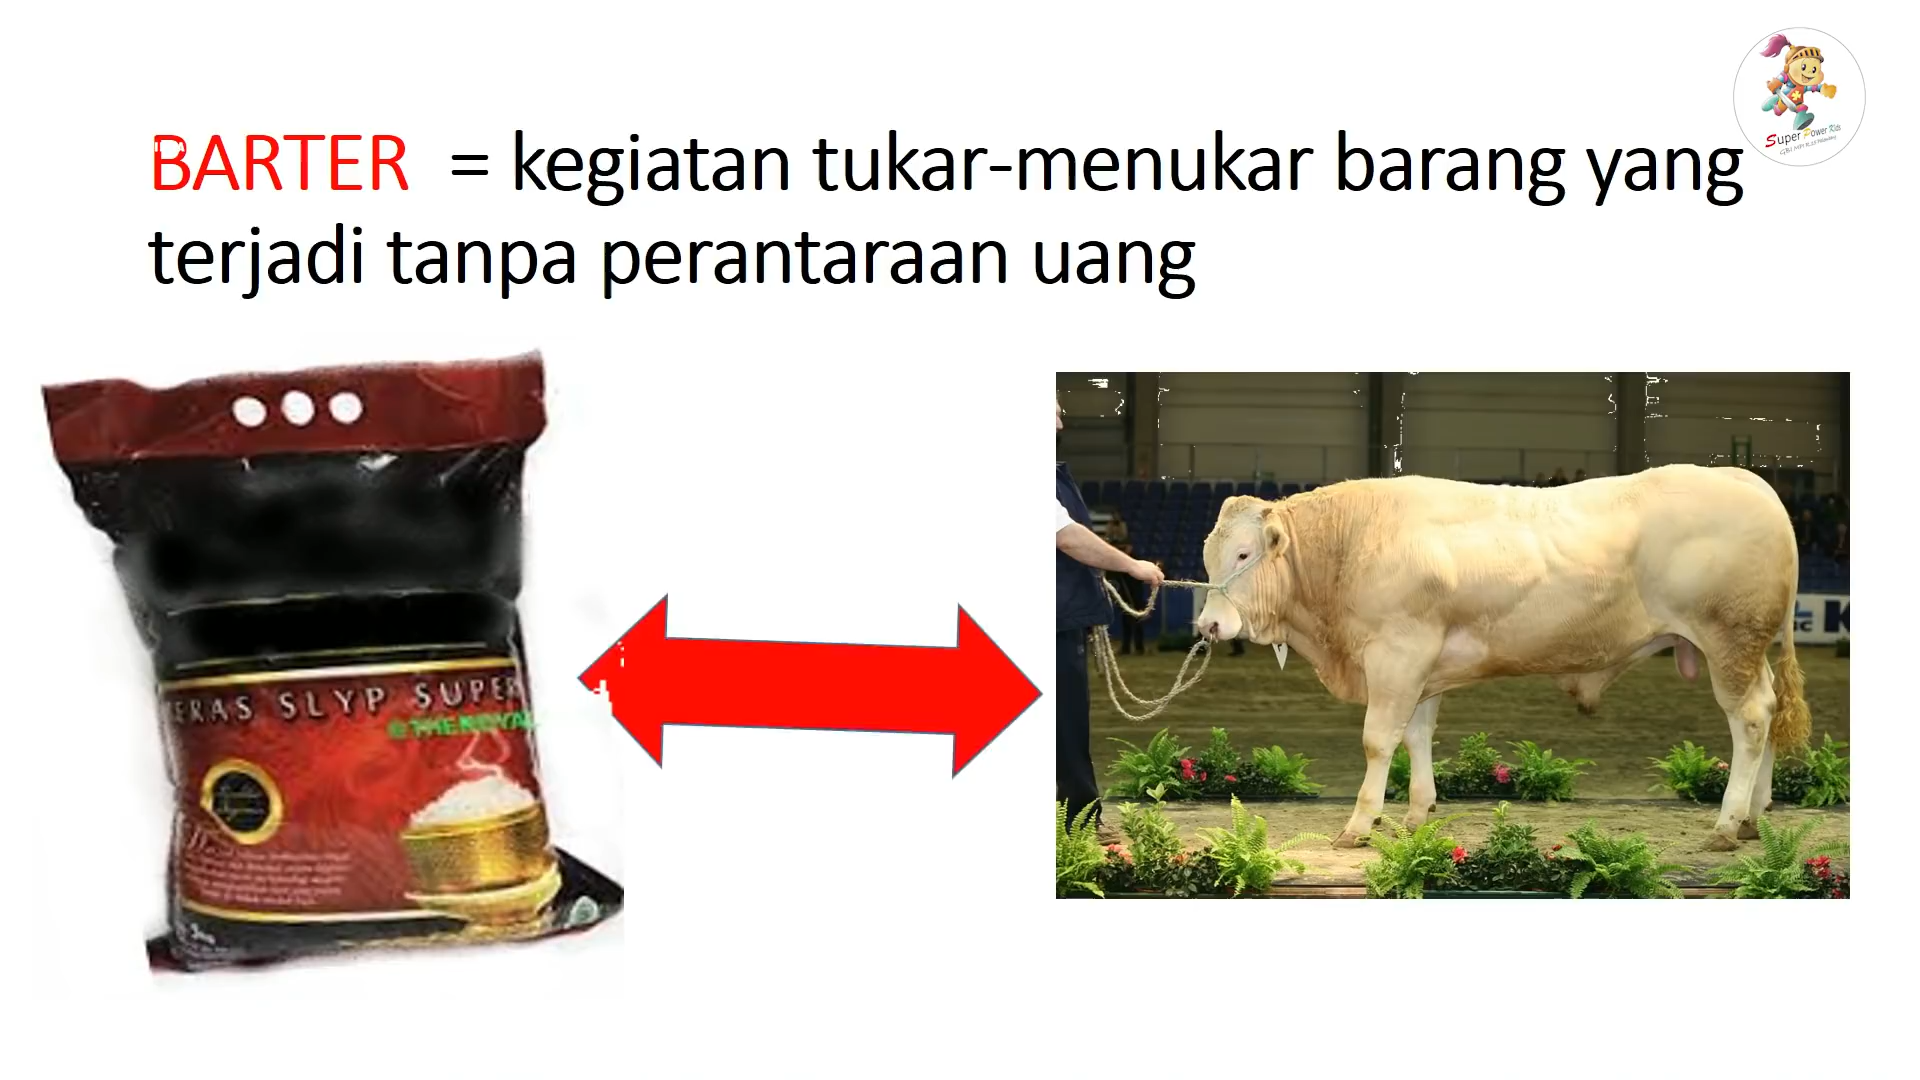 BARTER = kegiatan tukar-menukar barang yang
terjadi tanpa perantaraan uang
Super Power Kids
ERAS SLYP SUPER